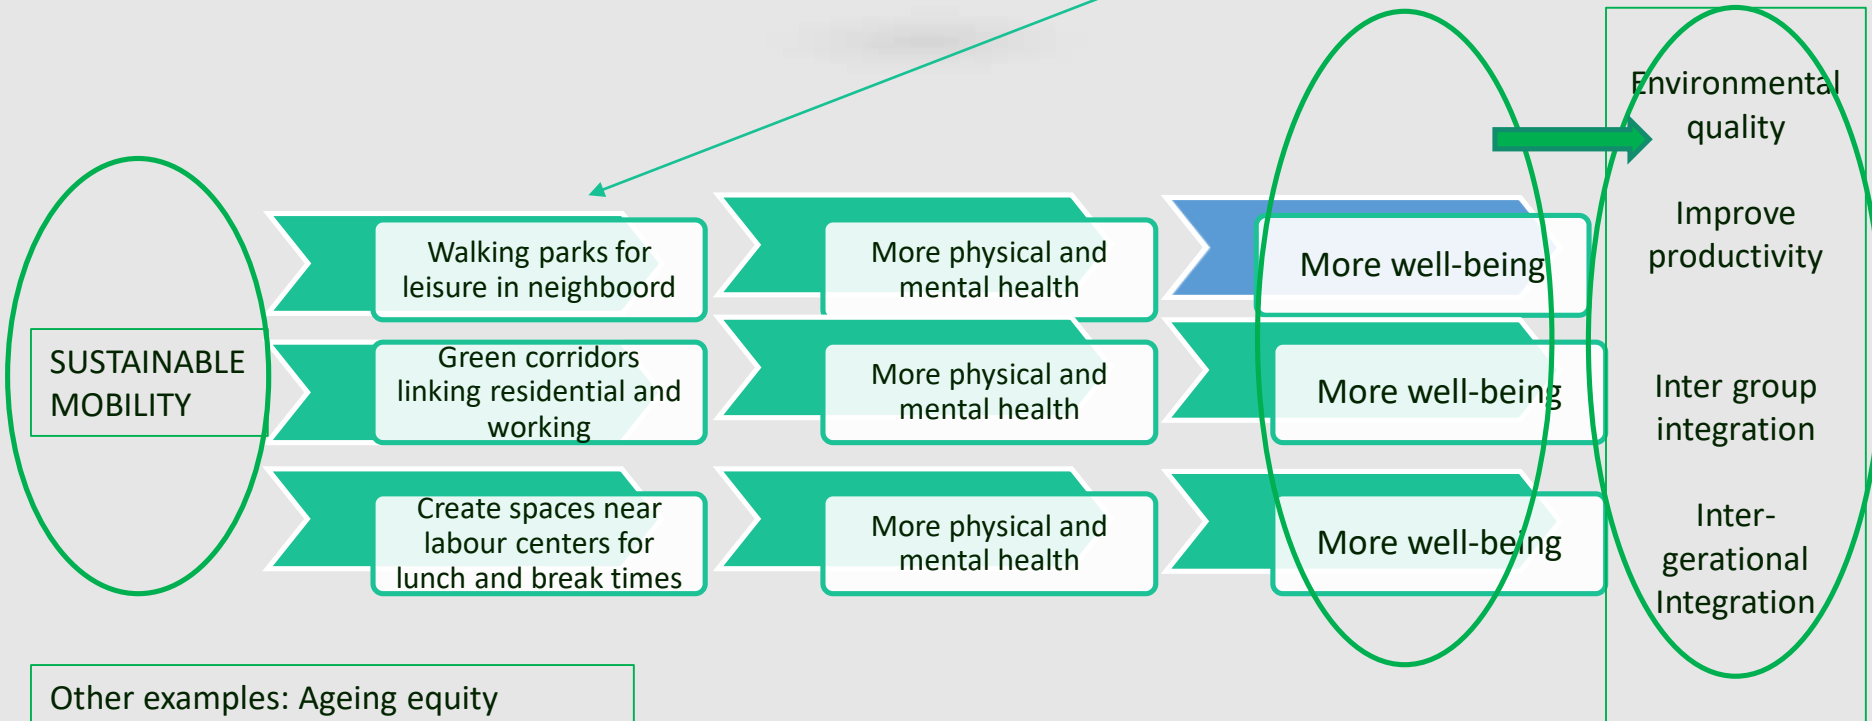 SUSTAINABLE
MOBILITY
Walking parks for
leisure in neighboord
More physical and
mental health
More well-being
Green corridors
linking residential and
working
More physical and
mental health
More well-being
Create spaces near
labour centers for
lunch and break times
More physical and
mental health
More well-being
Environmental
quality
Improve
productivity
Inter group
integration
Inter-
gerational
Integration
Other examples: Ageing equity